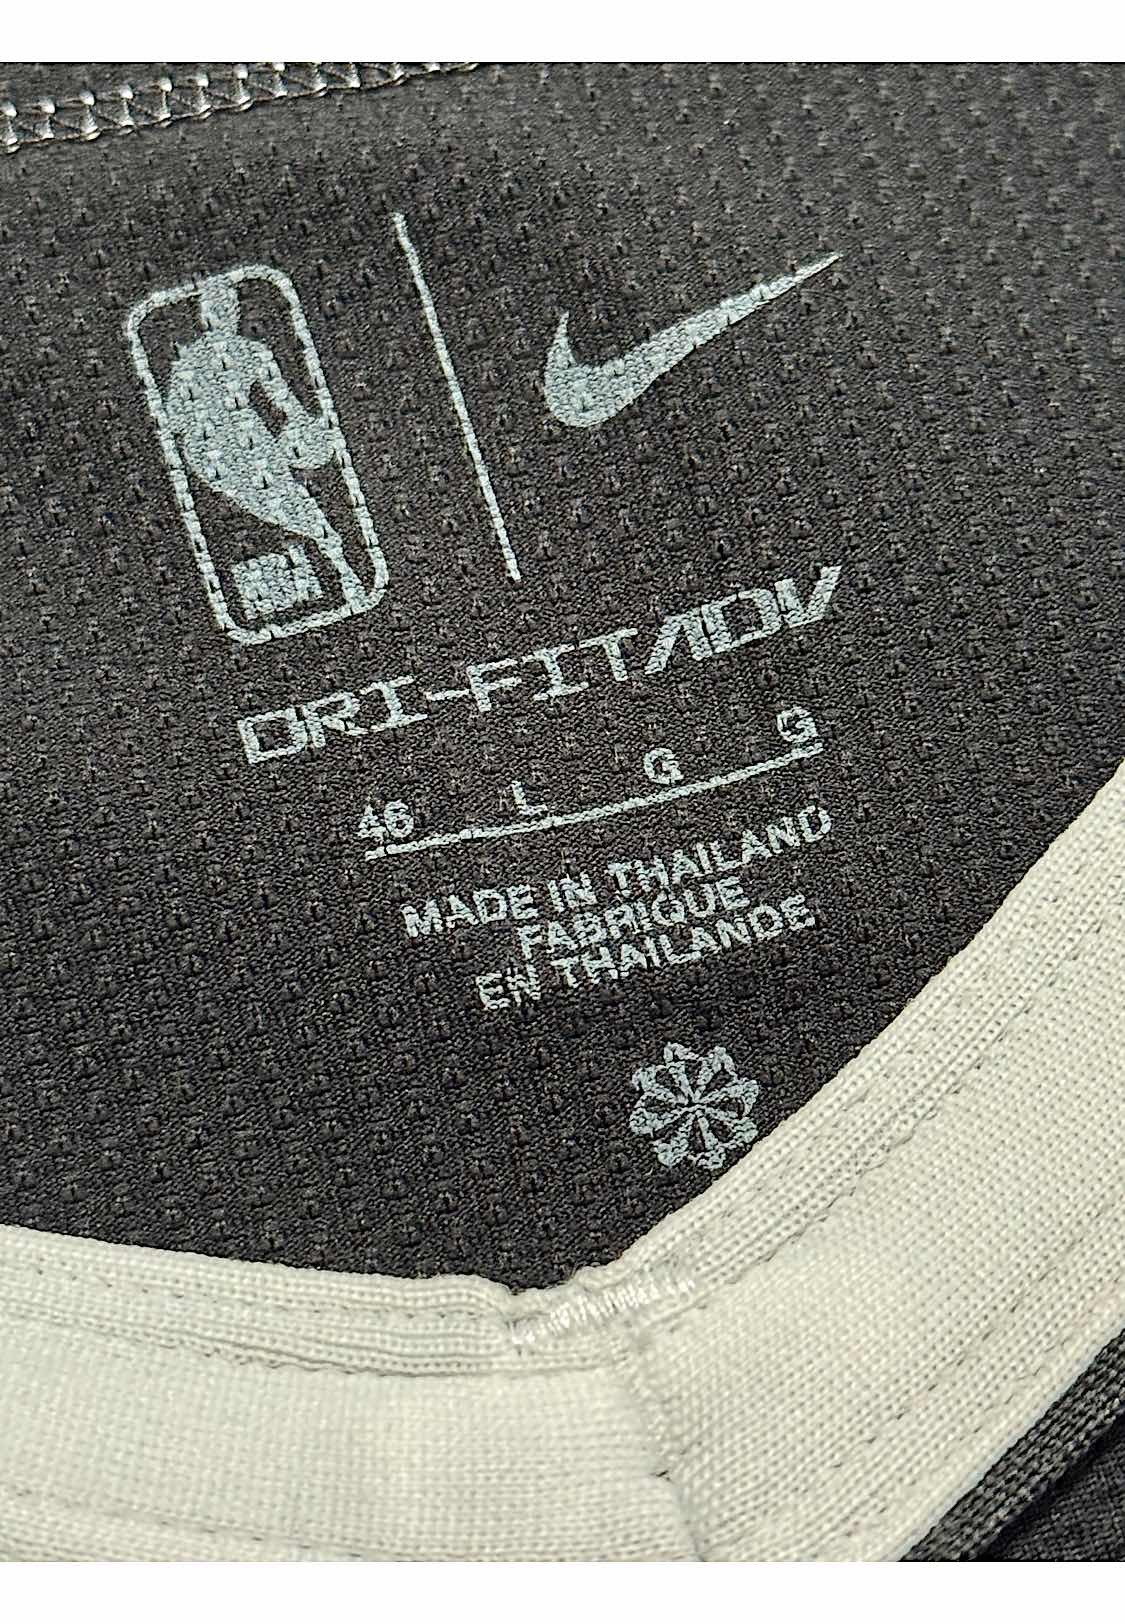 DRI-FIT ADV
46 L G G
MADE IN THAILAND
FABRIQUE
EN THAILANDE